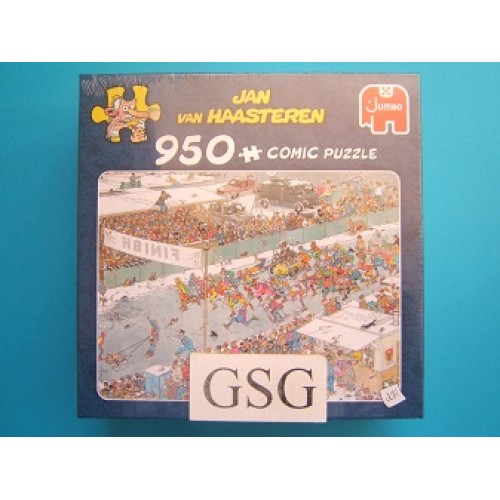 JAN
VAN HAASTEREN
Jumbo
950 COMIC PUZZLE
FINISH
GSG